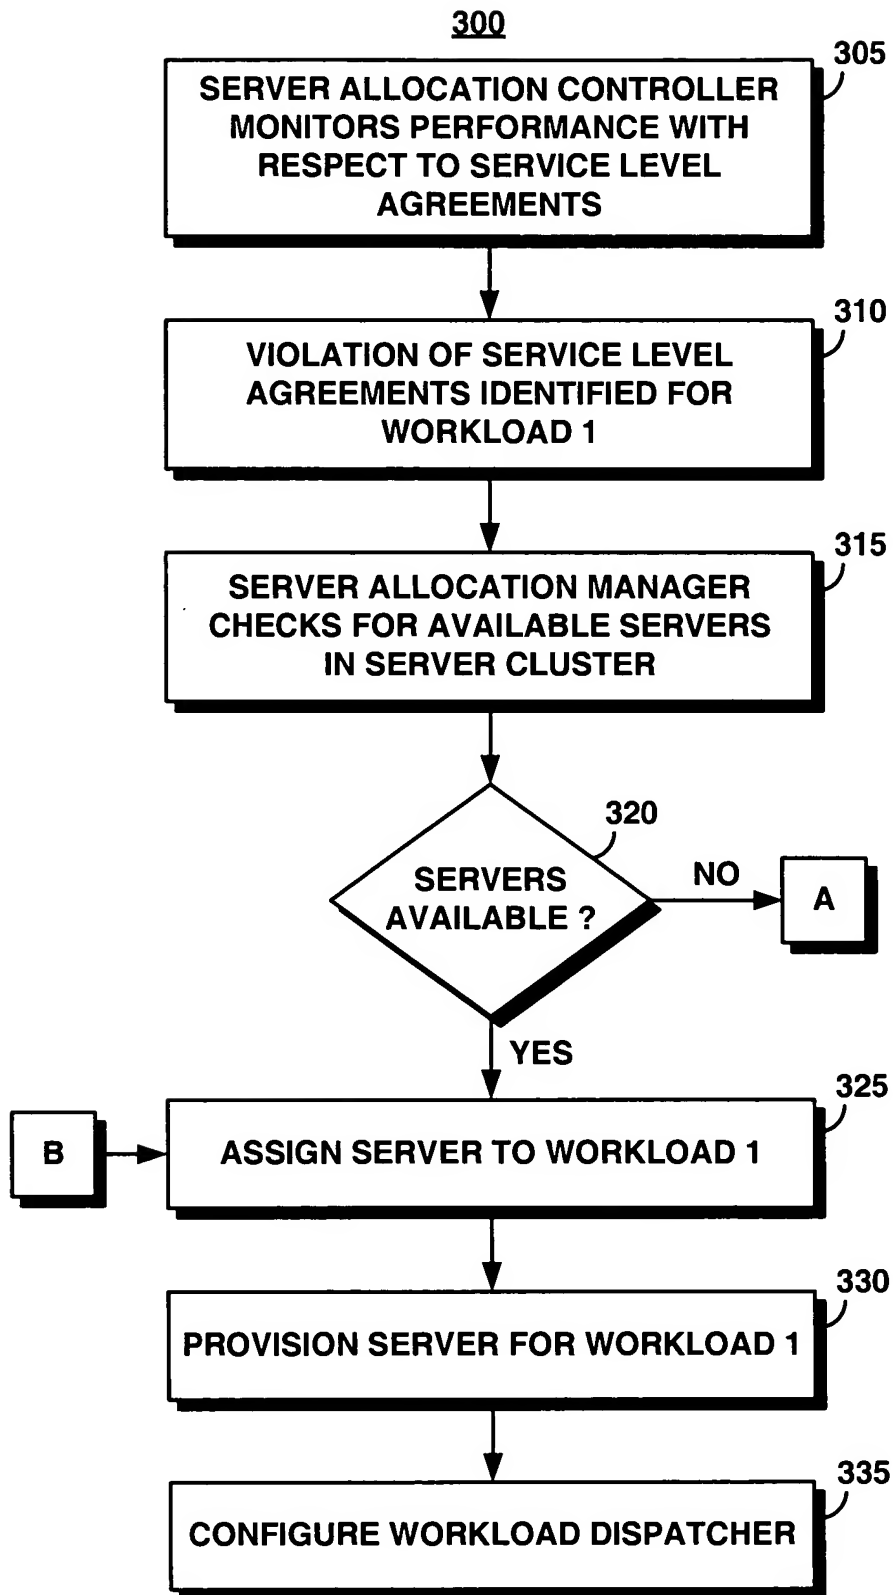 300
305
SERVER ALLOCATION CONTROLLER
MONITORS PERFORMANCE WITH
RESPECT TO SERVICE LEVEL
AGREEMENTS
310
VIOLATION OF SERVICE LEVEL
AGREEMENTS IDENTIFIED FOR
WORKLOAD 1
315
SERVER ALLOCATION MANAGER
CHECKS FOR AVAILABLE SERVERS
IN SERVER CLUSTER
320
SERVERS
AVAILABLE ?
NO
A
YES
325
B
ASSIGN SERVER TO WORKLOAD 1
330
PROVISION SERVER FOR WORKLOAD 1
335
CONFIGURE WORKLOAD DISPATCHER